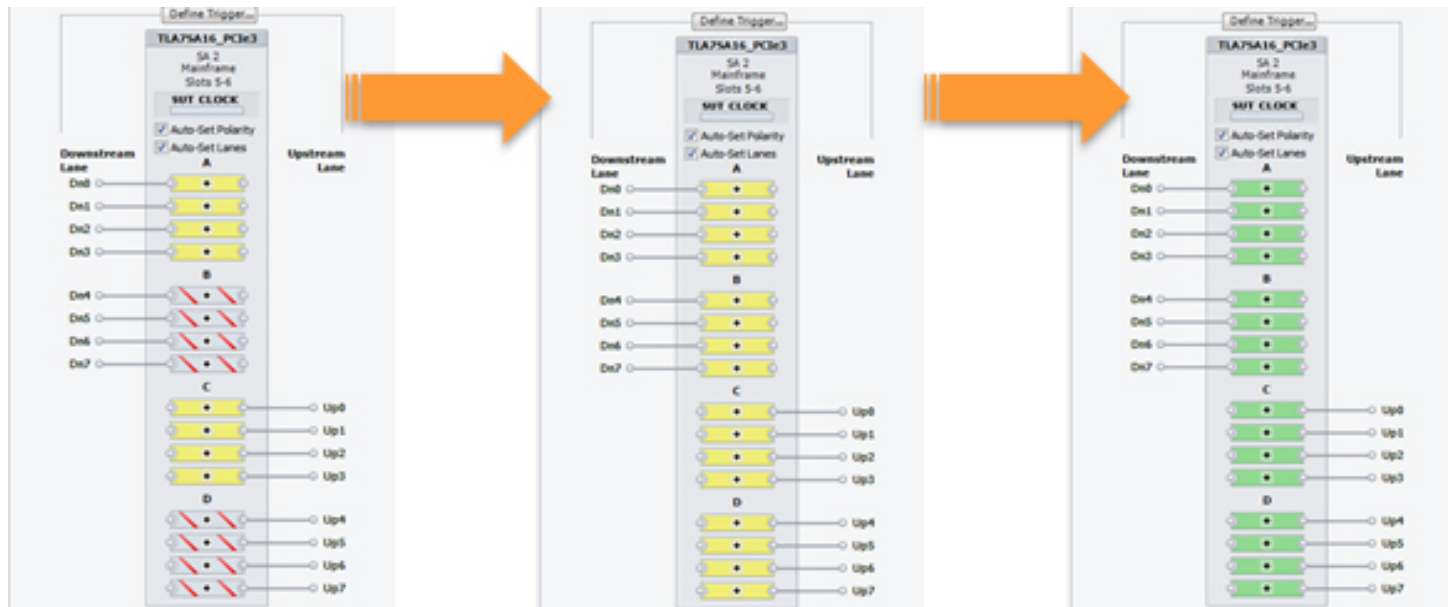 Define Trigger...
TLA7SA16_PCIe3
SA 2
Mainframe
Slots 5-6
SUT CLOCK
Auto-Set Polarity
Auto-Set Lanes
Downstream
Lane
Upstream
Lane
A
Dn0
Dn1
Dn2
Dn3
B
Dn4
Dn5
Dn6
Dn7
C
Up0
Up1
Up2
Up3
D
Up4
Up5
Up6
Up7
Define Trigger...
TLA7SA16_PCIe3
SA 2
Mainframe
Slots 5-6
SUT CLOCK
Auto-Set Polarity
Auto-Set Lanes
Downstream
Lane
Upstream
Lane
A
Dn0
Dn1
Dn2
Dn3
B
Dn4
Dn5
Dn6
Dn7
C
Up0
Up1
Up2
Up3
D
Up4
Up5
Up6
Up7
Define Trigger...
TLA7SA16_PCIe3
SA 2
Mainframe
Slots 5-6
SUT CLOCK
Auto-Set Polarity
Auto-Set Lanes
Downstream
Lane
Upstream
Lane
A
Dn0
Dn1
Dn2
Dn3
B
Dn4
Dn5
Dn6
Dn7
C
Up0
Up1
Up2
Up3
D
Up4
Up5
Up6
Up7